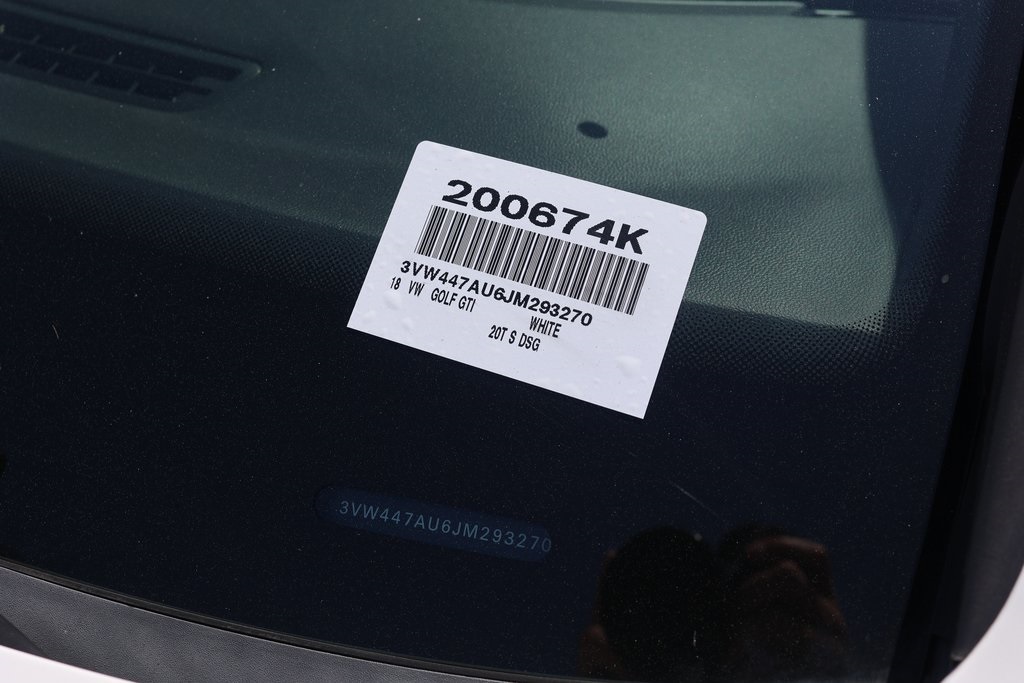 200674K
3VW447AU6JM293270
18 VW GOLF GTI WHITE
20T S DSG
3VW447AU6JM293270